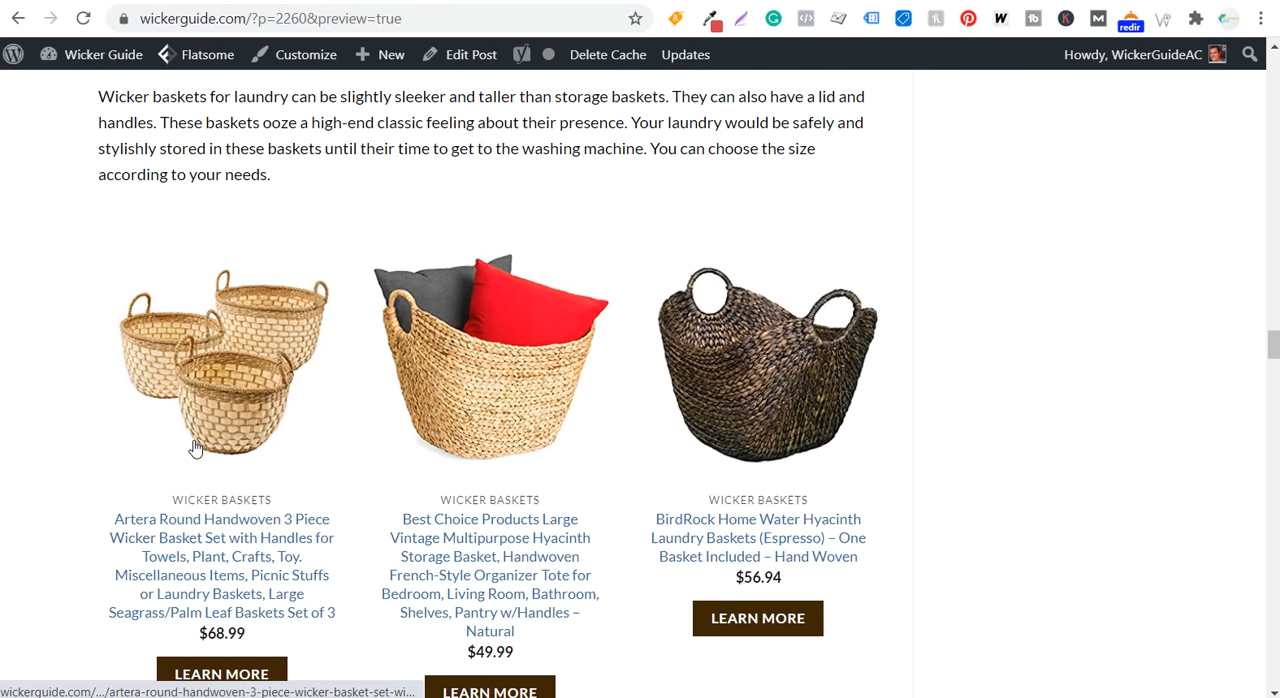 wickerguide.com/?p=2260&preview=true
redir
Wicker Guide Flatsome Customize New Edit Post Delete Cache Updates Howdy, WickerGuideAC
Wicker baskets for laundry can be slightly sleeker and taller than storage baskets. They can also have a lid and
handles. These baskets ooze a high-end classic feeling about their presence. Your laundry would be safely and
stylishly stored in these baskets until their time to get to the washing machine. You can choose the size
according to your needs.
WICKER BASKETS
Artera Round Handwoven 3 Piece
Wicker Basket Set with Handles for
Towels, Plant, Crafts, Toy.
Miscellaneous Items, Picnic Stuffs
or Laundry Baskets, Large
Seagrass/Palm Leaf Baskets Set of 3
$68.99
LEARN MORE
WICKER BASKETS
Best Choice Products Large
Vintage Multipurpose Hyacinth
Storage Basket, Handwoven
French-Style Organizer Tote for
Bedroom, Living Room, Bathroom,
Shelves, Pantry w/Handles –
Natural
$49.99
LEARN MORE
WICKER BASKETS
BirdRock Home Water Hyacinth
Laundry Baskets (Espresso) – One
Basket Included – Hand Woven
$56.94
LEARN MORE
wickerguide.com/.../artera-round-handwoven-3-piece-wicker-basket-set-wi...